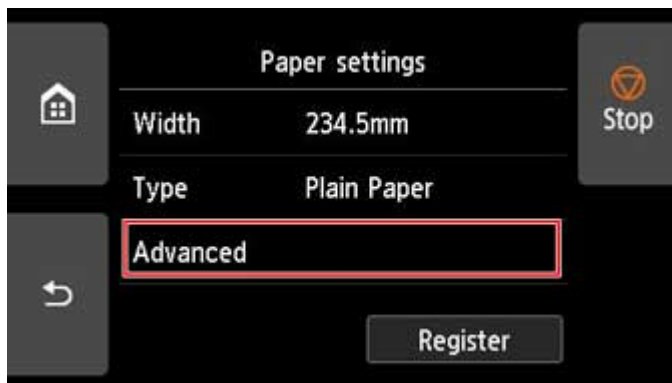 Paper settings
Width 234.5mm
Stop
Type Plain Paper
Advanced
Register